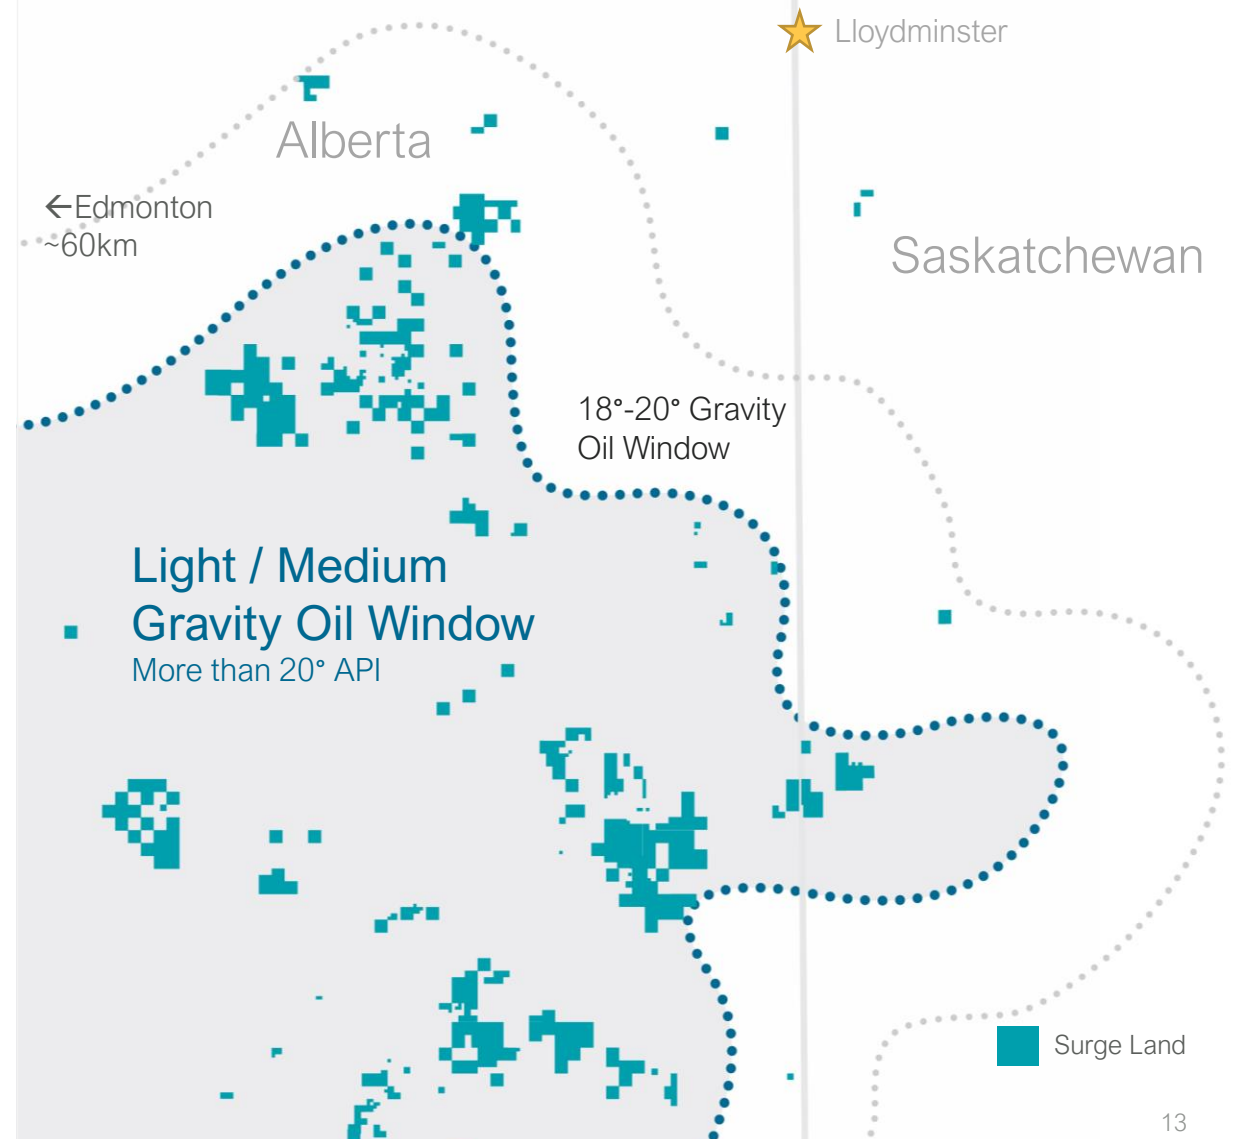 Lloydminster
Alberta
←Edmonton
~60km
Saskatchewan
18°-20° Gravity
Oil Window
Light / Medium
Gravity Oil Window
More than 20° API
Surge Land
13